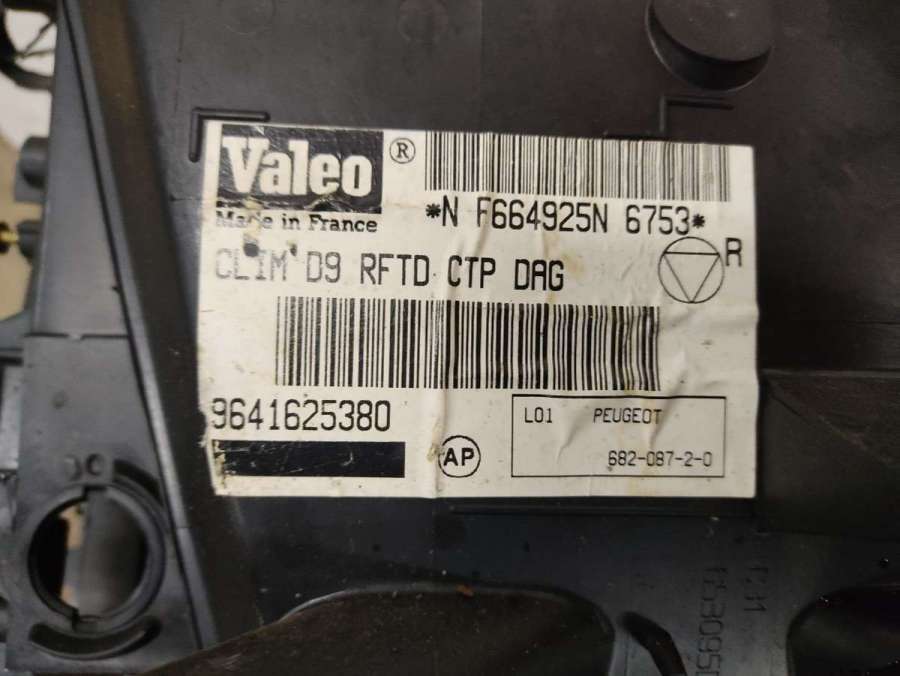 Valeo ®
Made in France
*N F664925N 6753*
R
CLIM D9 RFTD CTP DAG
9641625380
AP
L01 PEUGEOT
682-087-2-0